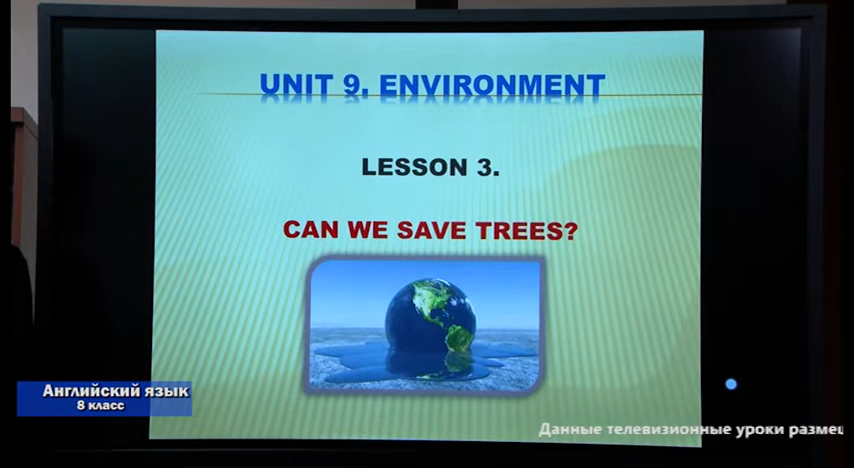 UNIT 9. ENVIRONMENT
LESSON 3.
CAN WE SAVE TREES?
Английский язык
8 класс
Данные телевизионные уроки